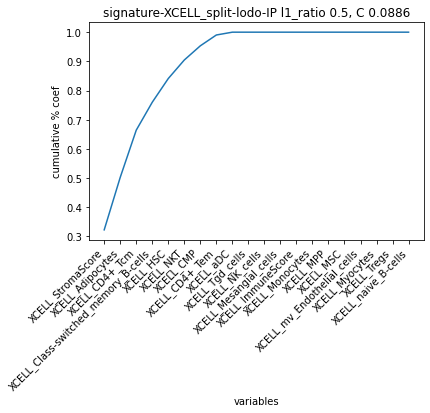 signature-XCELL_split-lodo-IP l1_ratio 0.5, C 0.0886
cumulative % coef
1.0
0.9
0.8
0.7
0.6
0.5
0.4
0.3
XCELL_StromaScore
XCELL_Adipocytes
XCELL_CD4+ Tcm
XCELL_Class-switched_memory_B-cells
XCELL_HSC
XCELL_NKT
XCELL_CMP
XCELL_CD4+ Tem
XCELL_aDC
XCELL_Tgd_cells
XCELL_NK_cells
XCELL_Mesangial_cells
XCELL_ImmuneScore
XCELL_Monocytes
XCELL_MPP
XCELL_MSC
XCELL_mv_Endothelial_cells
XCELL_Myocytes
XCELL_Tregs
XCELL_naive_B-cells
variables